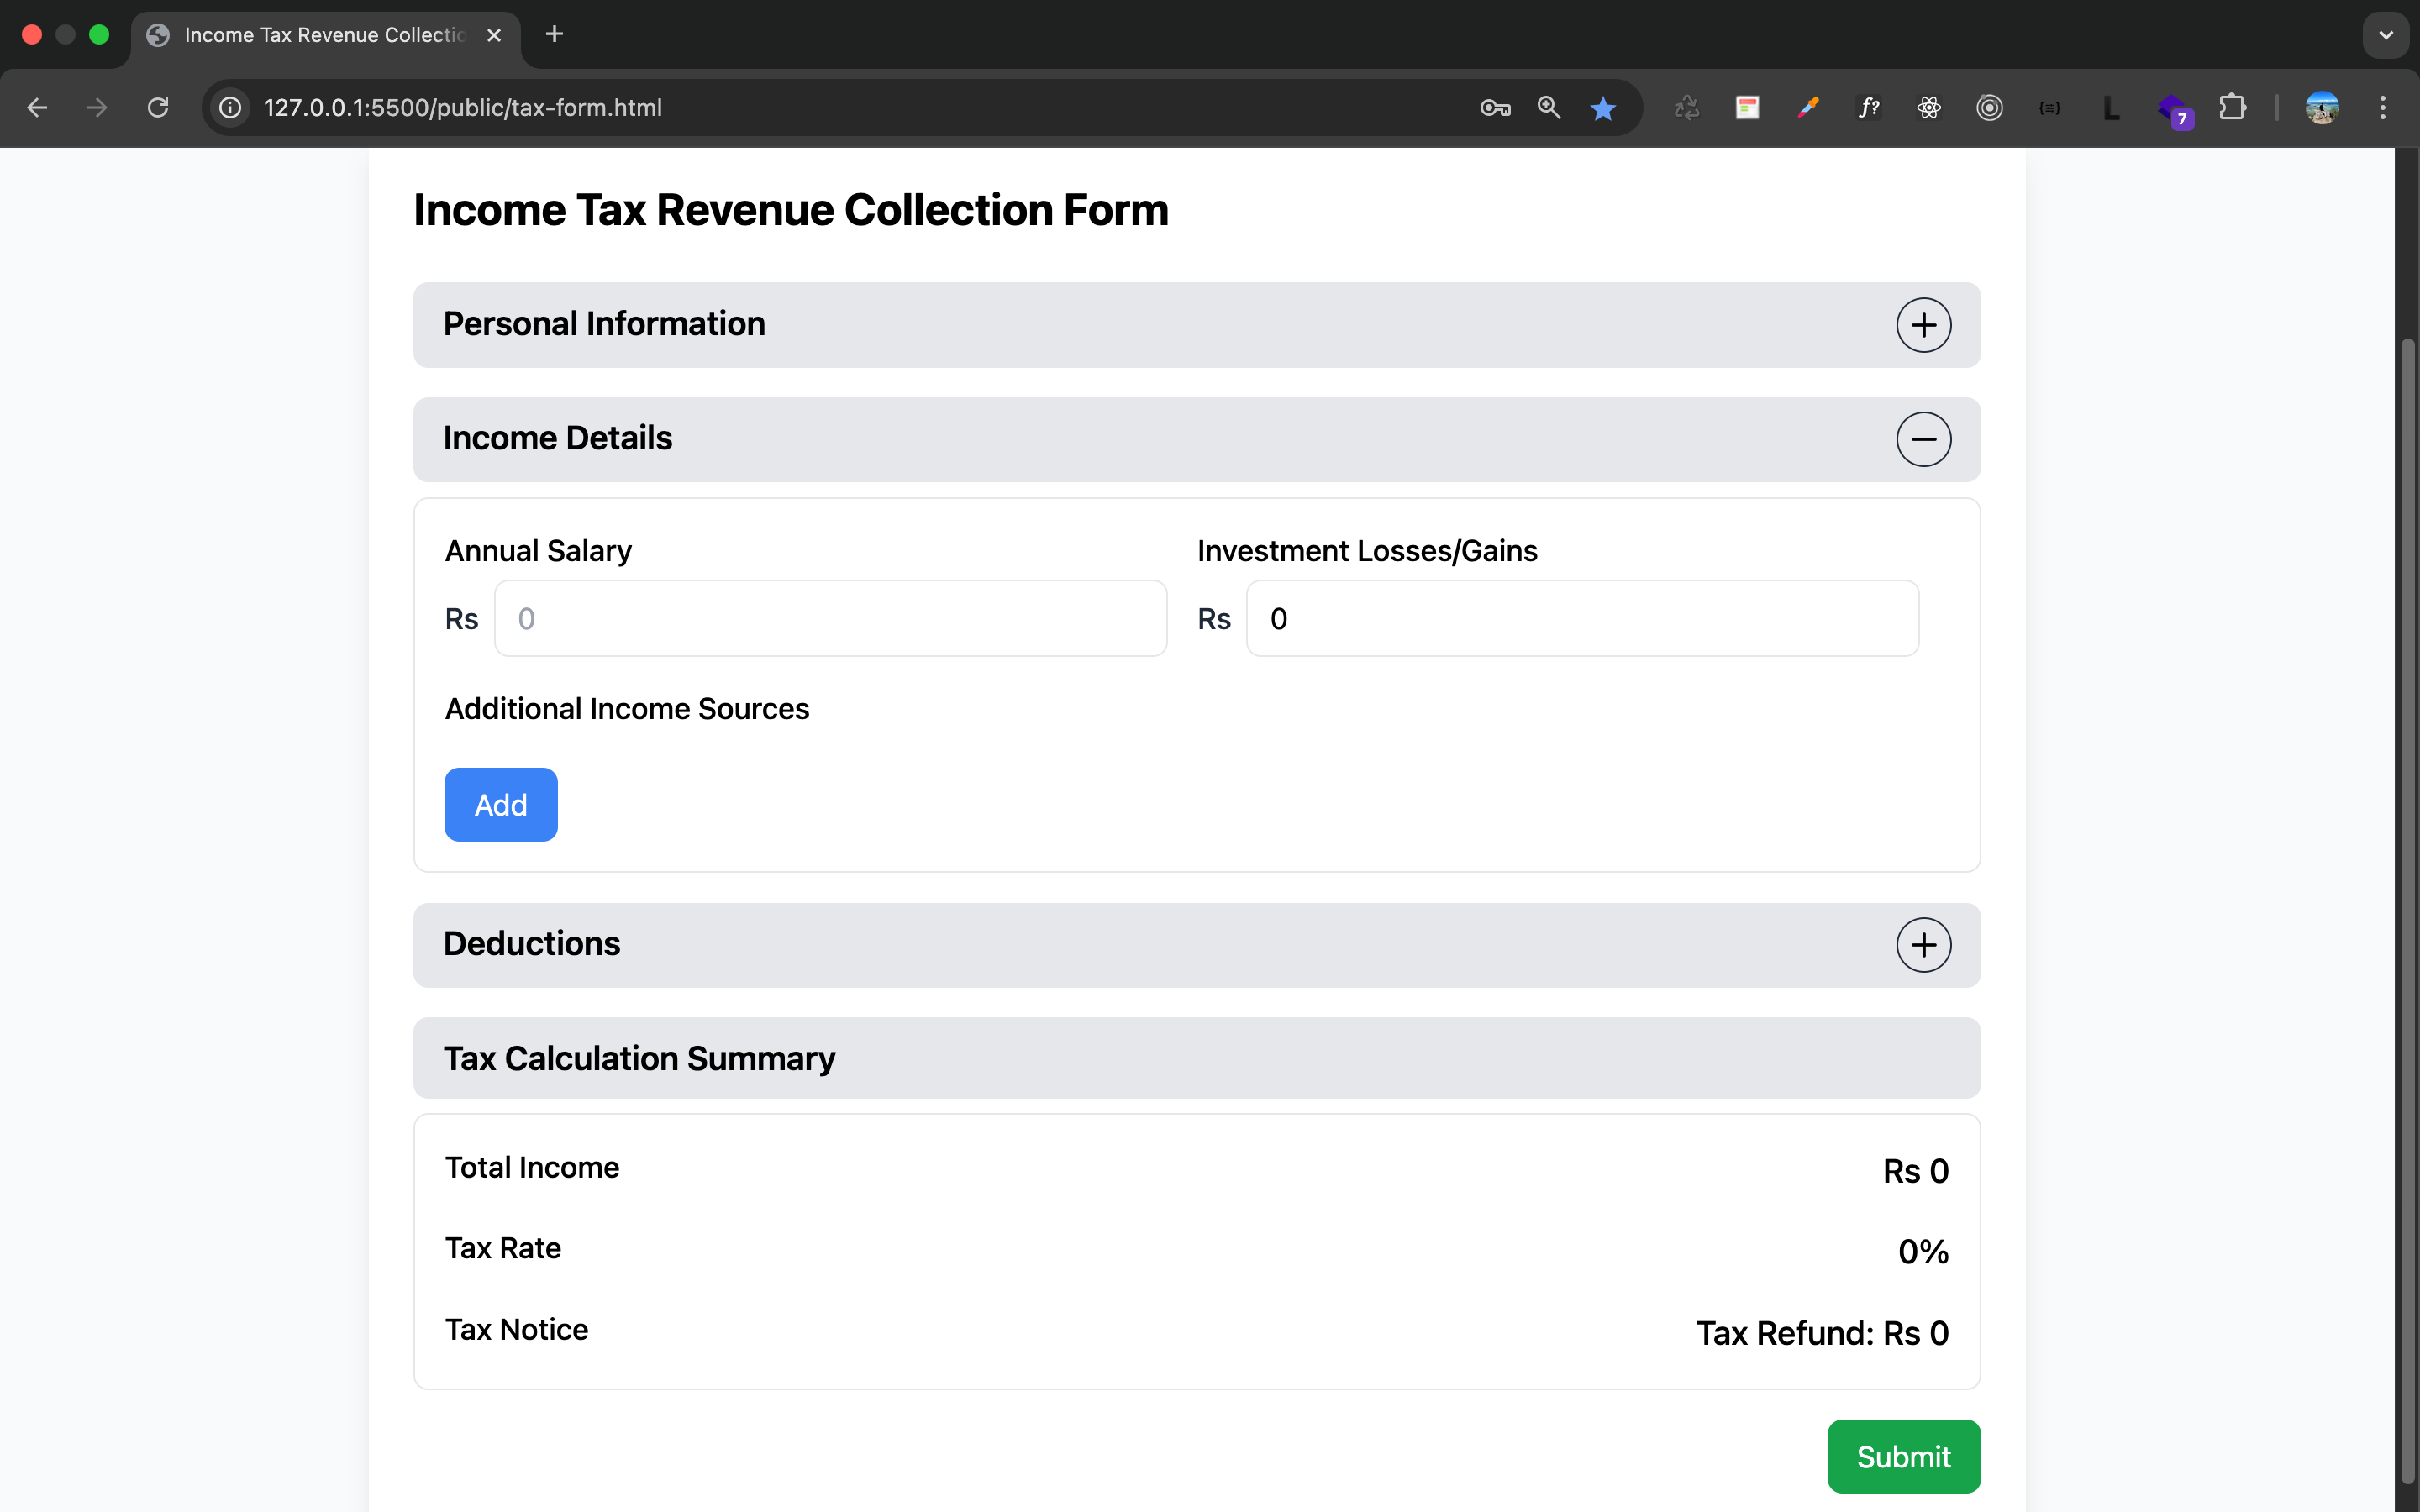 Income Tax Revenue Collectio
127.0.0.1:5500/public/tax-form.html
f?
{≡}
L
7
Income Tax Revenue Collection Form
Personal Information
Income Details
Annual Salary
Investment Losses/Gains
Rs 0
Rs 0
Additional Income Sources
Add
Deductions
Tax Calculation Summary
Total Income Rs 0
Tax Rate 0%
Tax Notice Tax Refund: Rs 0
Submit